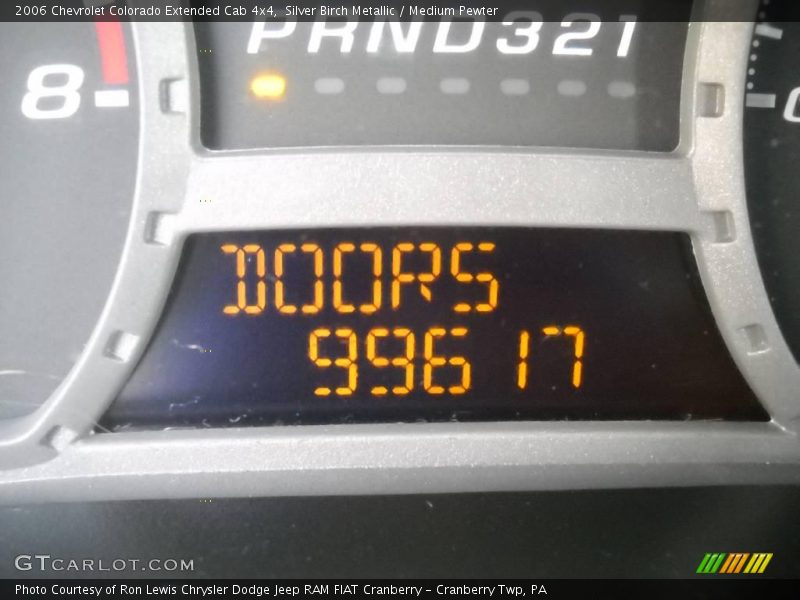 2006 Chevrolet Colorado Extended Cab 4x4, Silver Birch Metallic / Medium Pewter
PRND321
8
DOORS
99617
GTCARLOT.COM
Photo Courtesy of Ron Lewis Chrysler Dodge Jeep RAM FIAT Cranberry - Cranberry Twp, PA